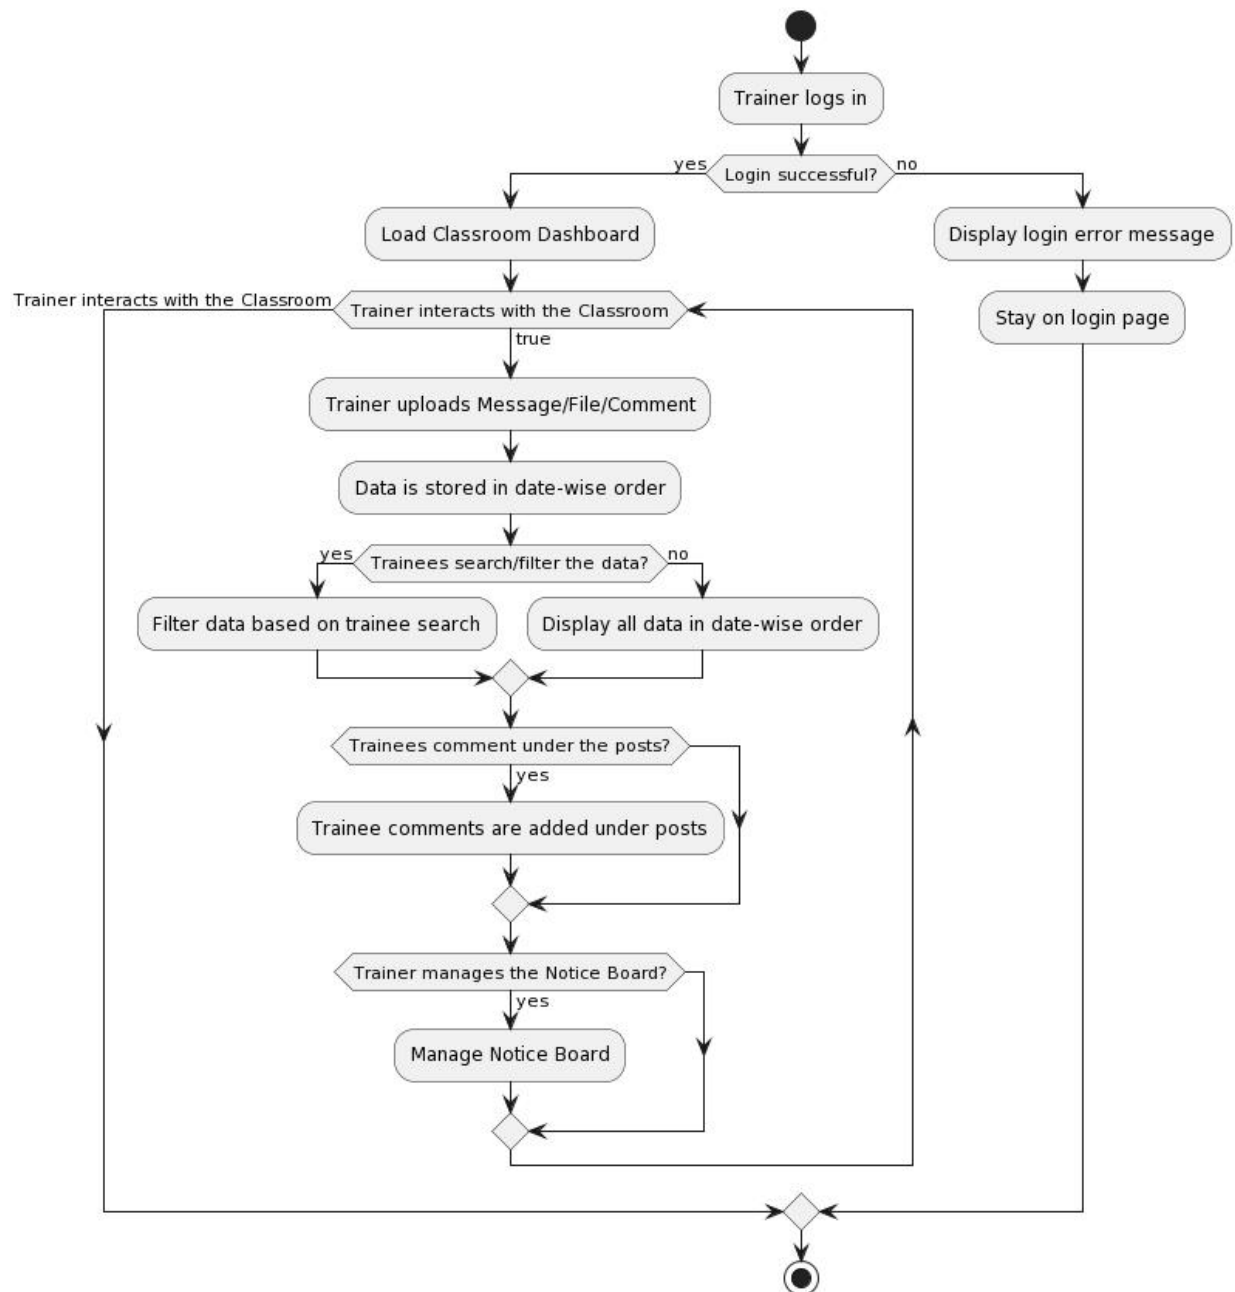 Trainer logs in
yes
Login successful?
no
Load Classroom Dashboard
Display login error message
Trainer interacts with the Classroom
Trainer interacts with the Classroom
Stay on login page
true
Trainer uploads Message/File/Comment
Data is stored in date-wise order
yes
Trainees search/filter the data?
no
Filter data based on trainee search
Display all data in date-wise order
Trainees comment under the posts?
yes
Trainee comments are added under posts
Trainer manages the Notice Board?
yes
Manage Notice Board